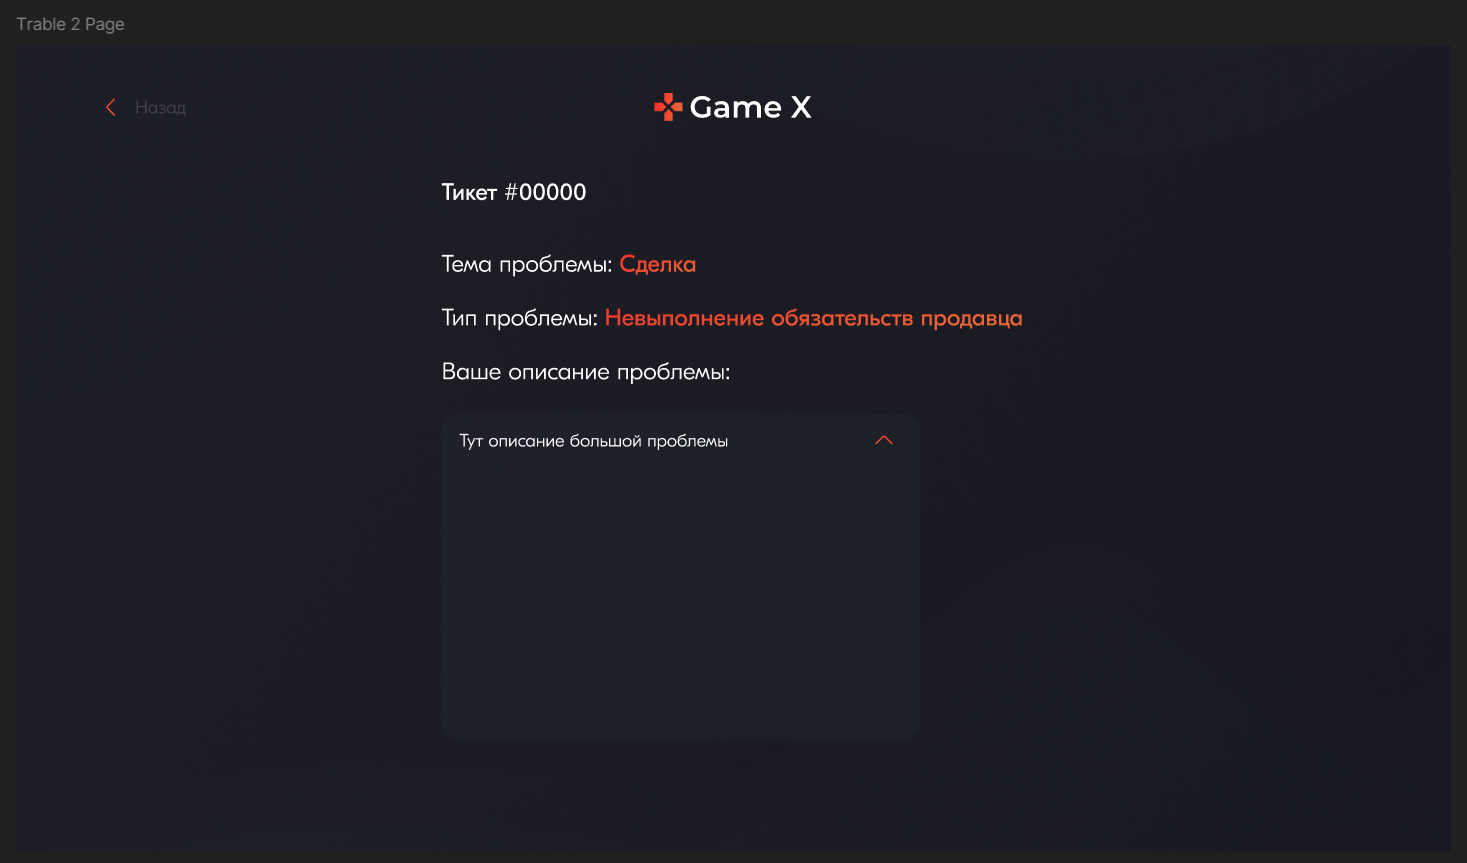 Trable 2 Page
Назад
Game X
Тикет #00000
Тема проблемы: Сделка
Тип проблемы: Невыполнение обязательств продавца
Ваше описание проблемы:
Тут описание большой проблемы